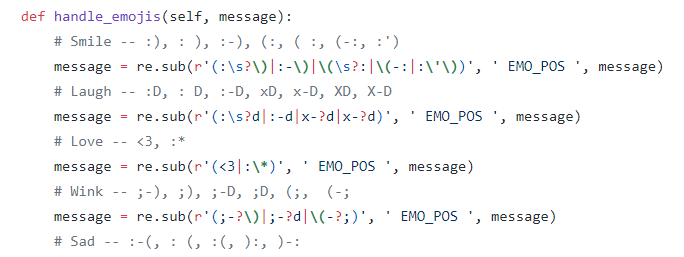 def handle_emojis(self, message):
# Smile -- :), : ), :-), (:, ( :, (-:, :')
message = re.sub(r'(:\s?\)|:-\)|\(\s?:|\(-:|:\'\))', ' EMO_POS ', message)
# Laugh -- :D, : D, :-D, xD, x-D, XD, X-D
message = re.sub(r'(:\s?d|:-d|x-?d|x-?d)', ' EMO_POS ', message)
# Love -- <3, :*
message = re.sub(r'(<3|:\*)', ' EMO_POS ', message)
# Wink -- ;-), ;), ;-D, ;D, (;,  (-;
message = re.sub(r'(;-?\)|;-?d|\(-?;)', ' EMO_POS ', message)
# Sad -- :-(, : (, :(, ):, )-: